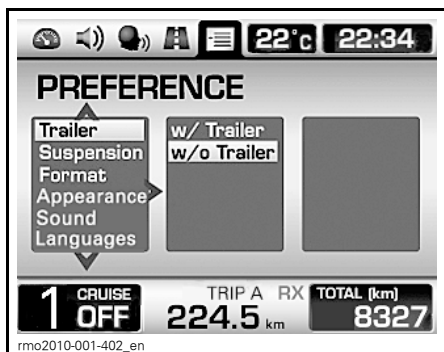 22°C 22:34
PREFERENCE
Trailer
Suspension
Format
Appearance
Sound
Languages
w/ Trailer
w/o Trailer
1 CRUISE OFF
TRIP A RX
224.5 km
TOTAL (km)
8327
rmo2010-001-402_en